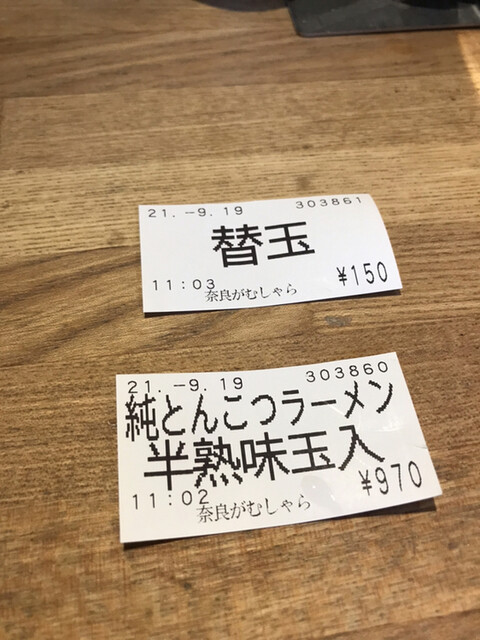 21.-9.19 303861
替玉
11:03 ¥150
奈良がむしゃら
21.-9.19 303860
純とんこつラーメン
半熟味玉入
11:02 ¥970
奈良がむしゃら